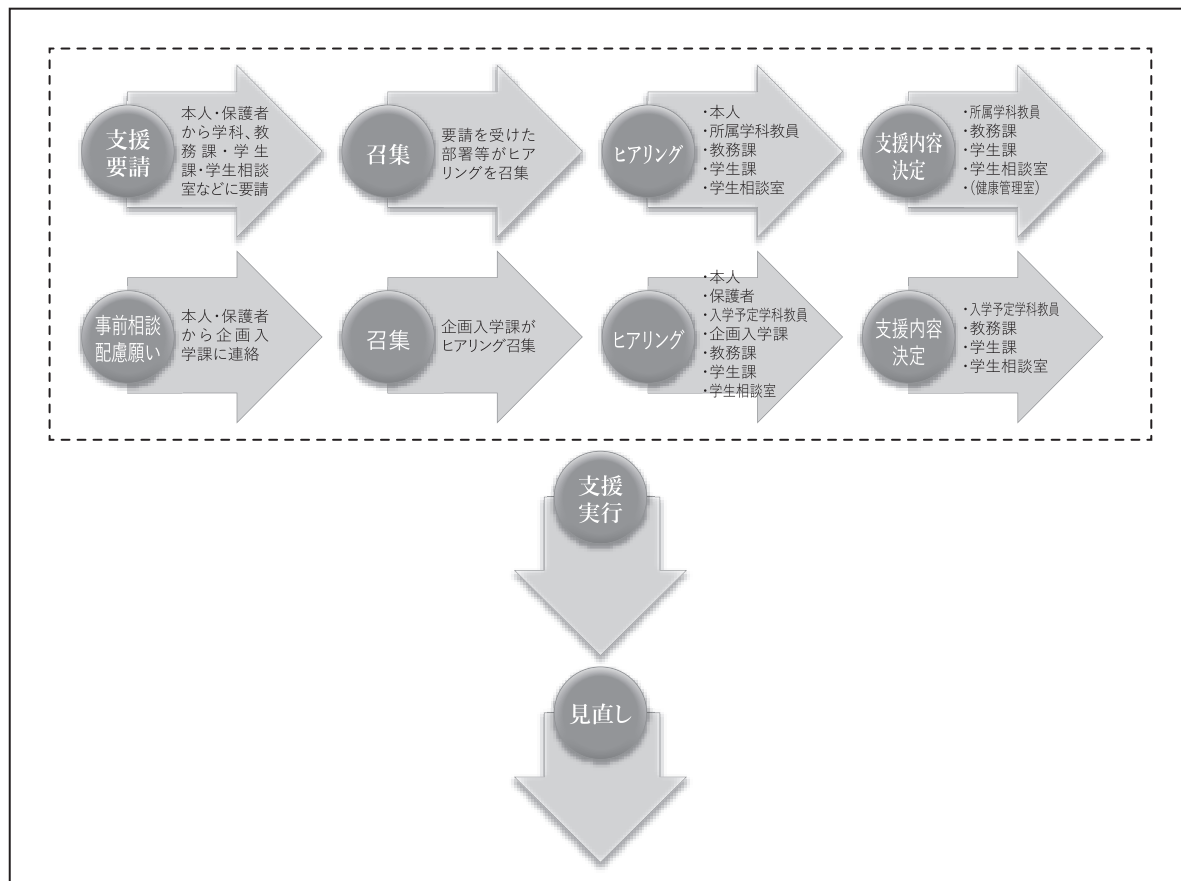 支援
要請
本人・保護者
から学科、教
務課・学生
課・学生相談
室などに要請
召集
要請を受けた
部署等がヒア
リングを召集
ヒアリング
・本人
・所属学科教員
・教務課
・学生課
・学生相談室
支援内容
決定
・所属学科教員
・教務課
・学生課
・学生相談室
・(健康管理室)
事前相談
配慮願い
本人・保護者
から企画入
学課に連絡
召集
企画入学課が
ヒアリング召集
ヒアリング
・本人
・保護者
・入学予定学科教員
・企画入学課
・教務課
・学生課
・学生相談室
支援内容
決定
・入学予定学科教員
・教務課
・学生課
・学生相談室
支援
実行
見直し